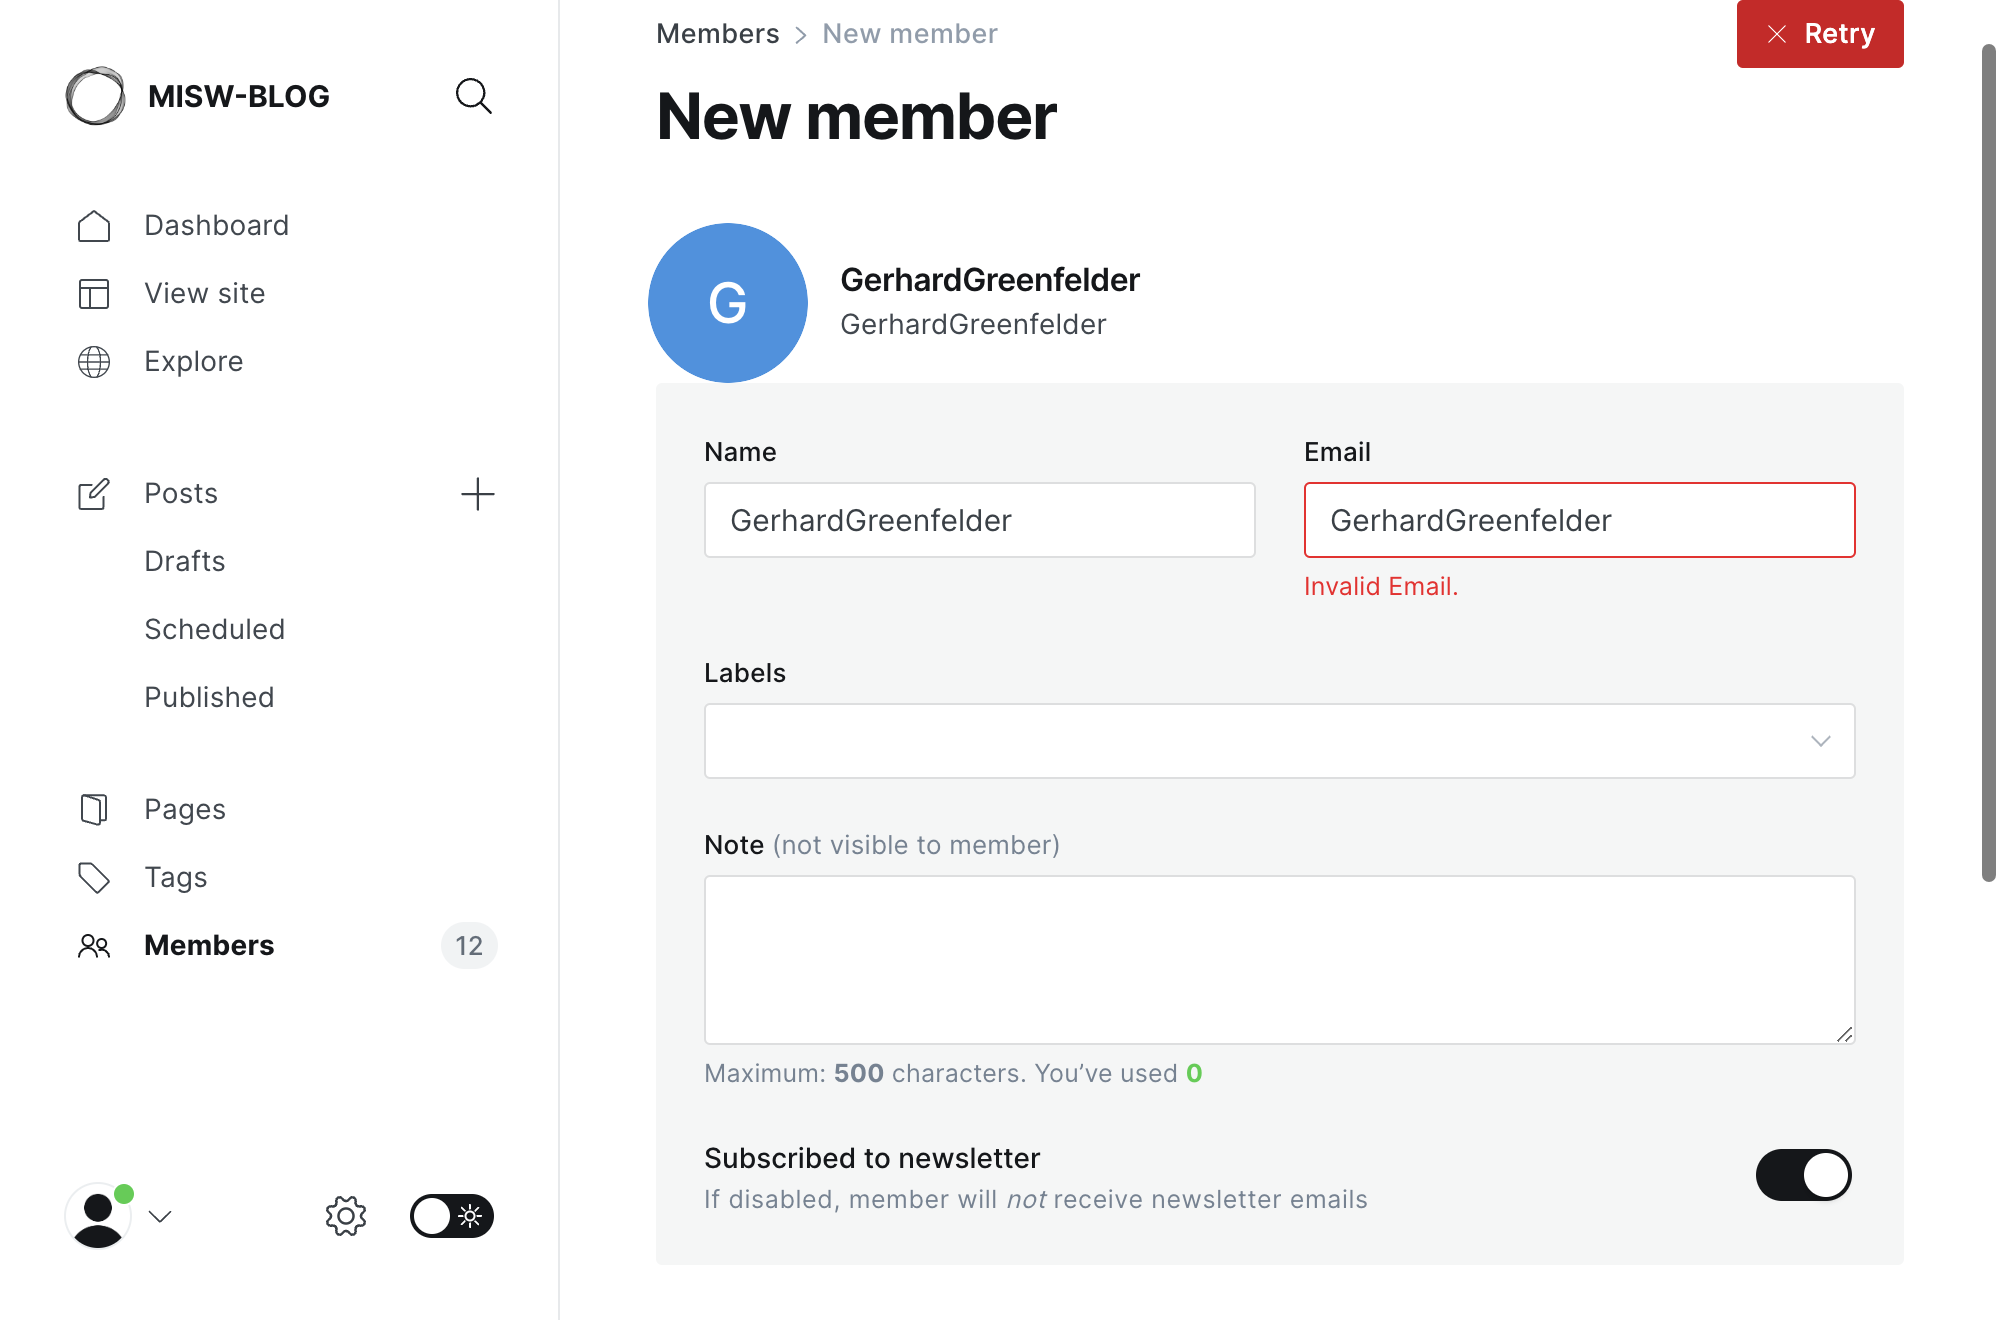 MISW-BLOG
Dashboard
View site
Explore
Posts
Drafts
Scheduled
Published
Pages
Tags
Members 12
Members > New member
Retry
New member
G
GerhardGreenfelder
GerhardGreenfelder
Name
GerhardGreenfelder
Email
GerhardGreenfelder
Invalid Email.
Labels
Note (not visible to member)
Maximum: 500 characters. You’ve used 0
Subscribed to newsletter
If disabled, member will not receive newsletter emails